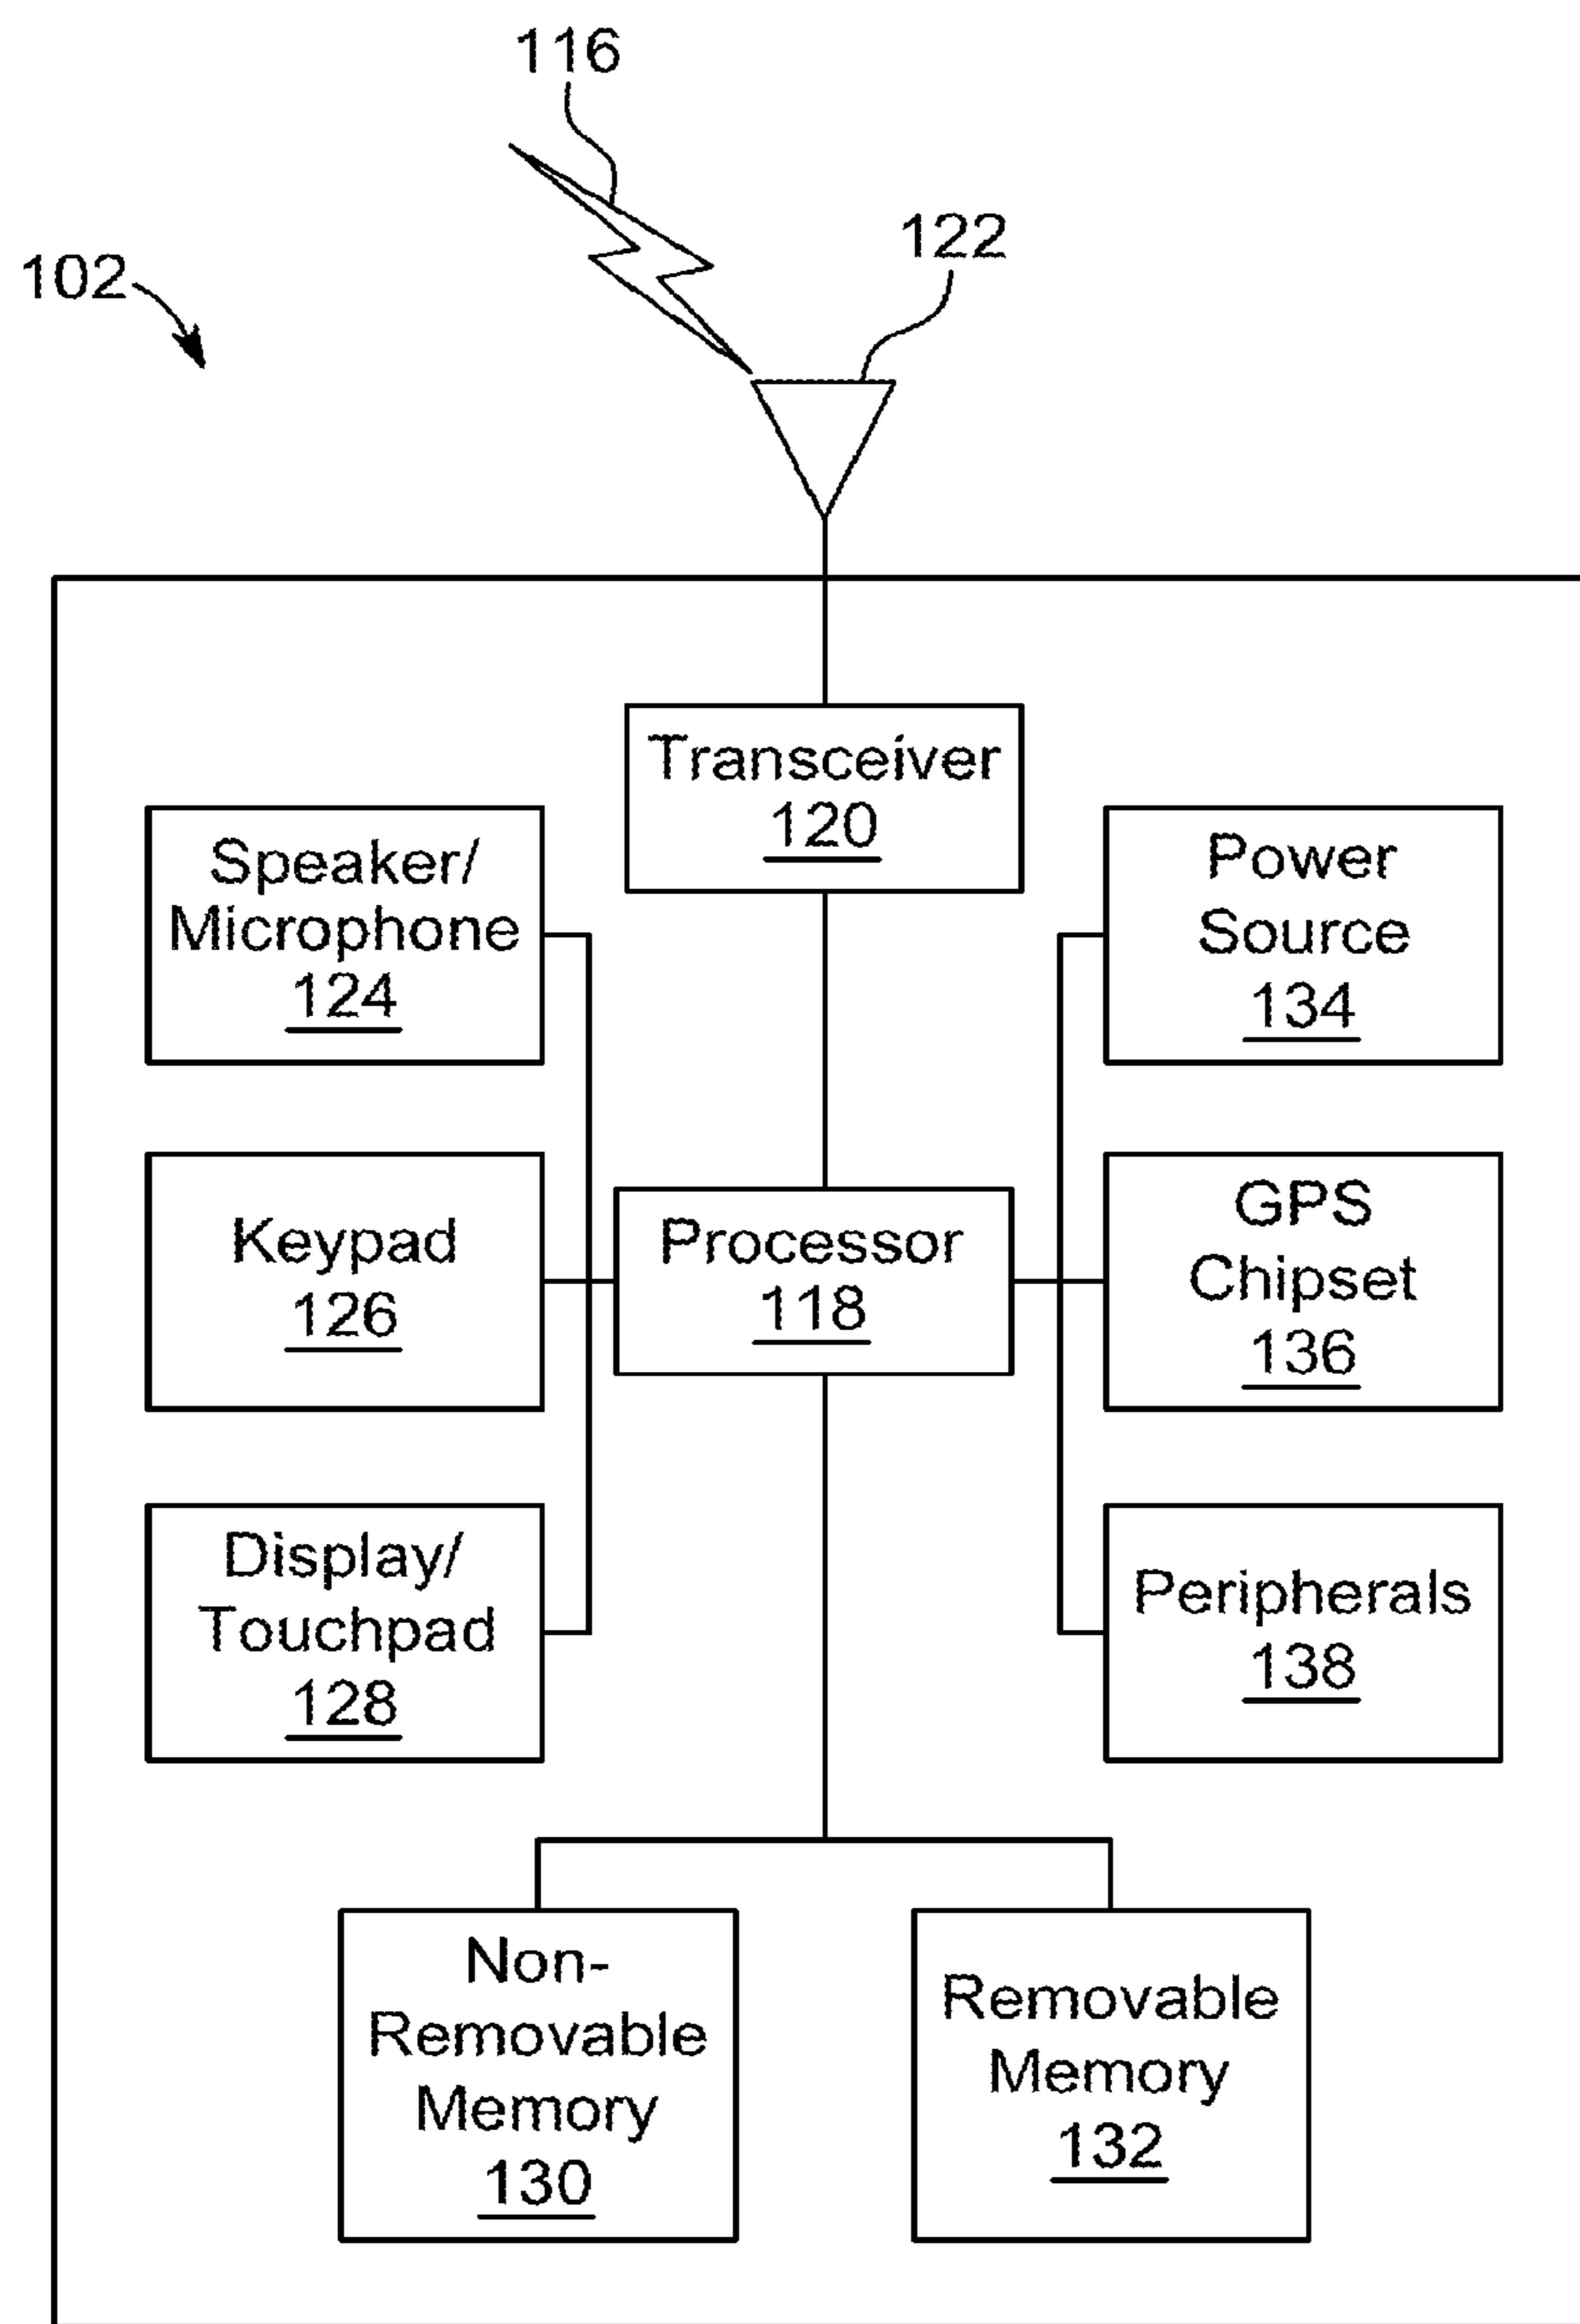 116
122
102
Transceiver
120
Speaker/
Microphone
124
Power
Source
134
Keypad
126
Processor
118
GPS
Chipset
136
Display/
Touchpad
128
Peripherals
138
Non-
Removable
Memory
130
Removable
Memory
132